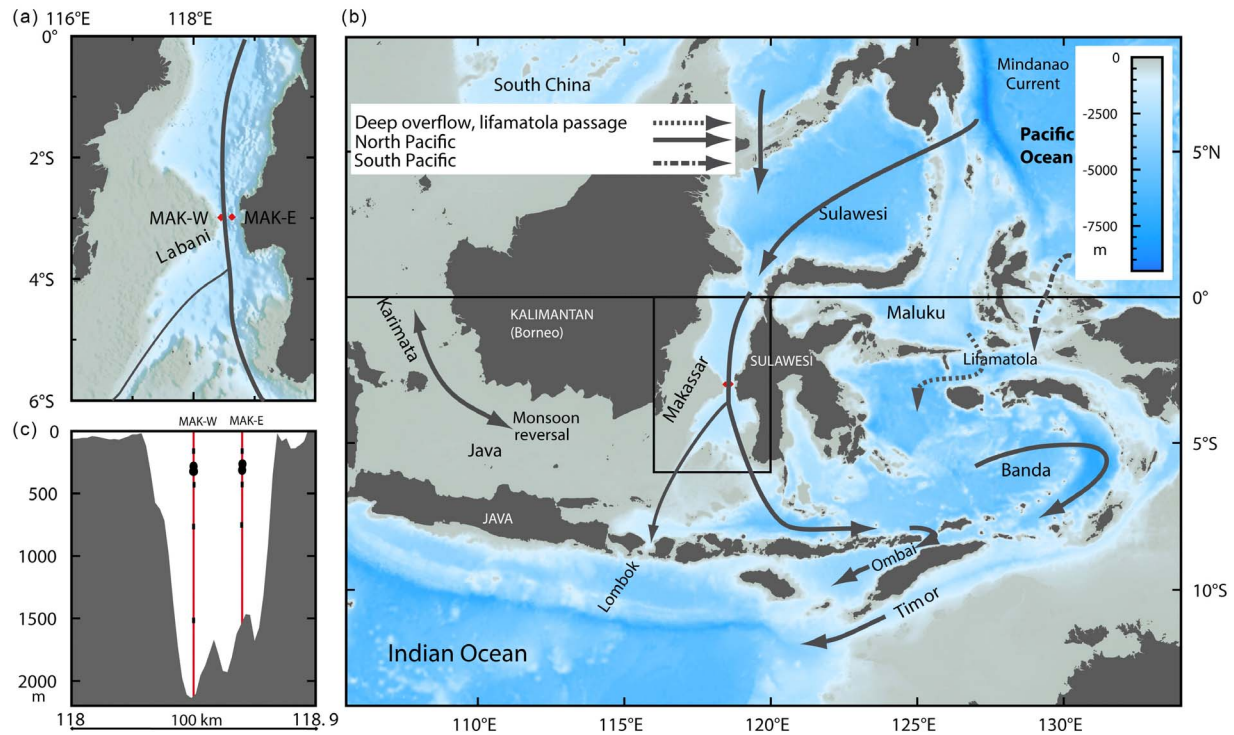 (a)
116°E
118°E
0°
2°S
MAK-W
MAK-E
Labani
4°S
6°S
(b)
South China
Deep overflow, lifamatola passage
North Pacific
South Pacific
Mindanao
Current
Pacific
Ocean
0
-2500
-5000
-7500
m
5°N
Sulawesi
0°
Maluku
Karimata
KALIMANTAN
(Borneo)
Makassar
SULAWESI
Lifamatola
Monsoon
reversal
Java
5°S
Banda
JAVA
Lombok
Ombai
Timor
10°S
Indian Ocean
110°E
115°E
120°E
125°E
130°E
(c)
MAK-W
MAK-E
0
500
1000
1500
2000
m
118
100 km
118. 9